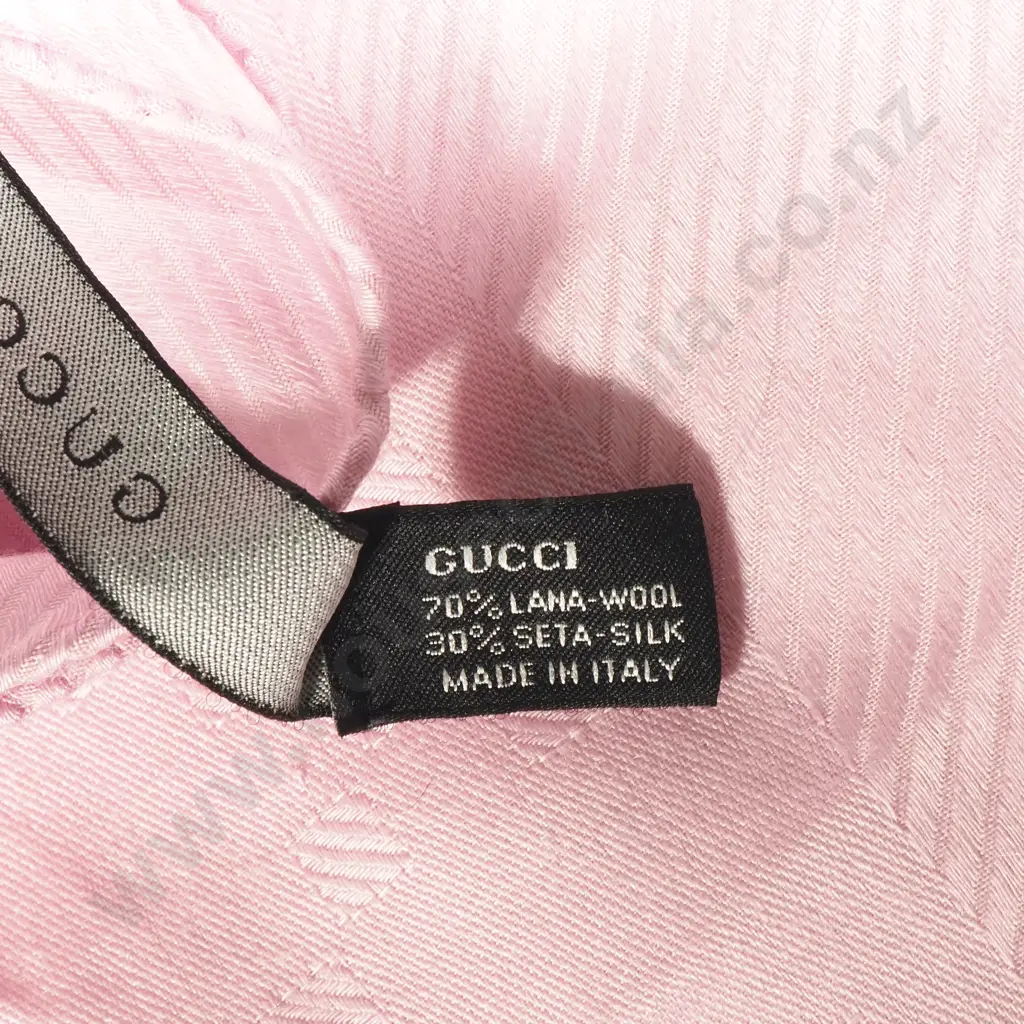 GUCCI
GUCCI
70% LANA-WOOL
30% SETA-SILK
MADE IN ITALY